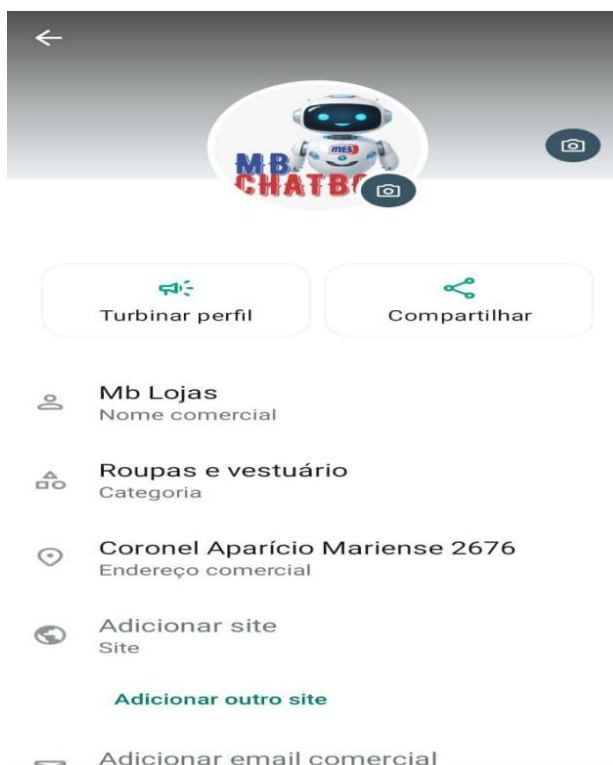 MB
MB
CHATB
Turbinar perfil
Compartilhar
Mb Lojas
Nome comercial
Roupas e vestuário
Categoria
Coronel Aparício Mariense 2676
Endereço comercial
Adicionar site
Site
Adicionar outro site
Adicionar email comercial